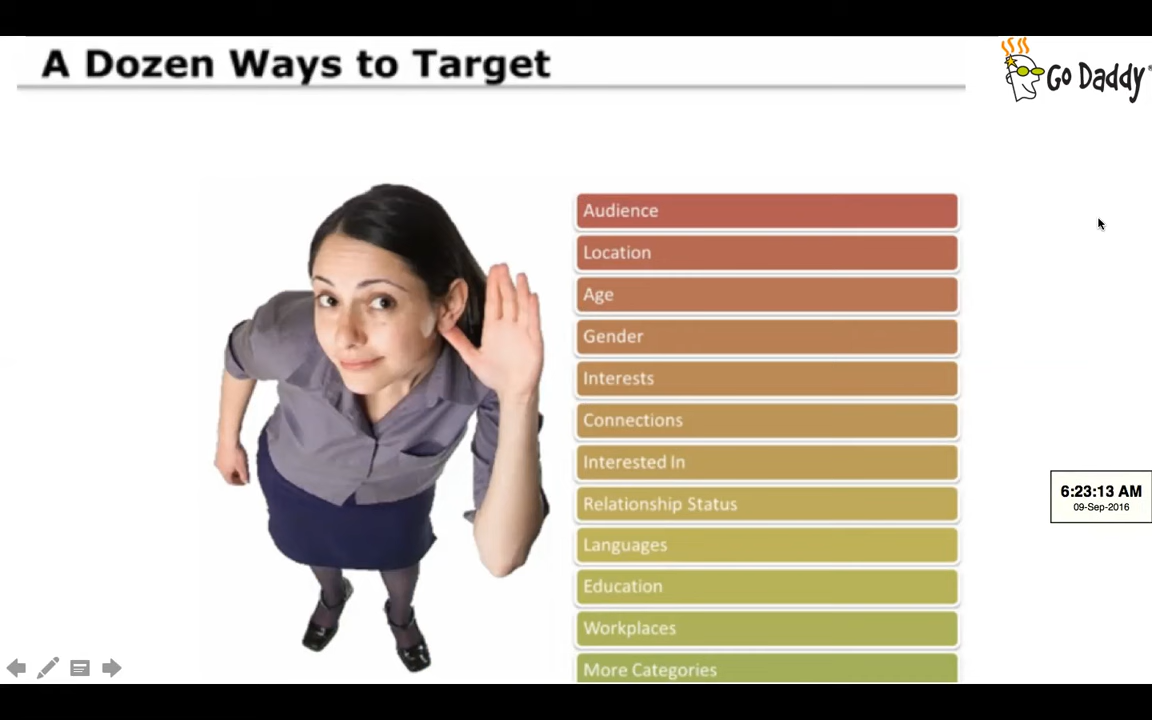 A Dozen Ways to Target
Go Daddy®
Audience
Location
Age
Gender
Interests
Connections
Interested In
Relationship Status
Languages
Education
Workplaces
More Categories
6:23:13 AM
09-Sep-2016